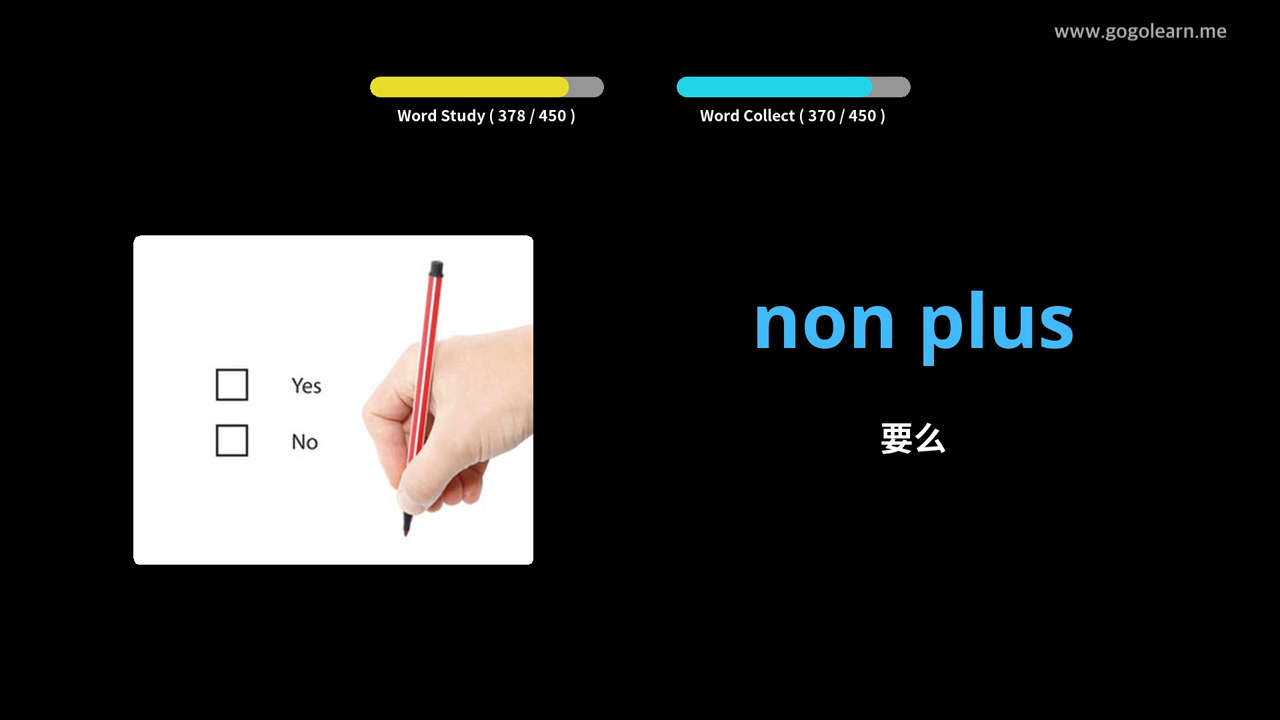 www.gogolearn.me
Word Study ( 378 / 450 )
Word Collect ( 370 / 450 )
Yes
No
non plus
要么